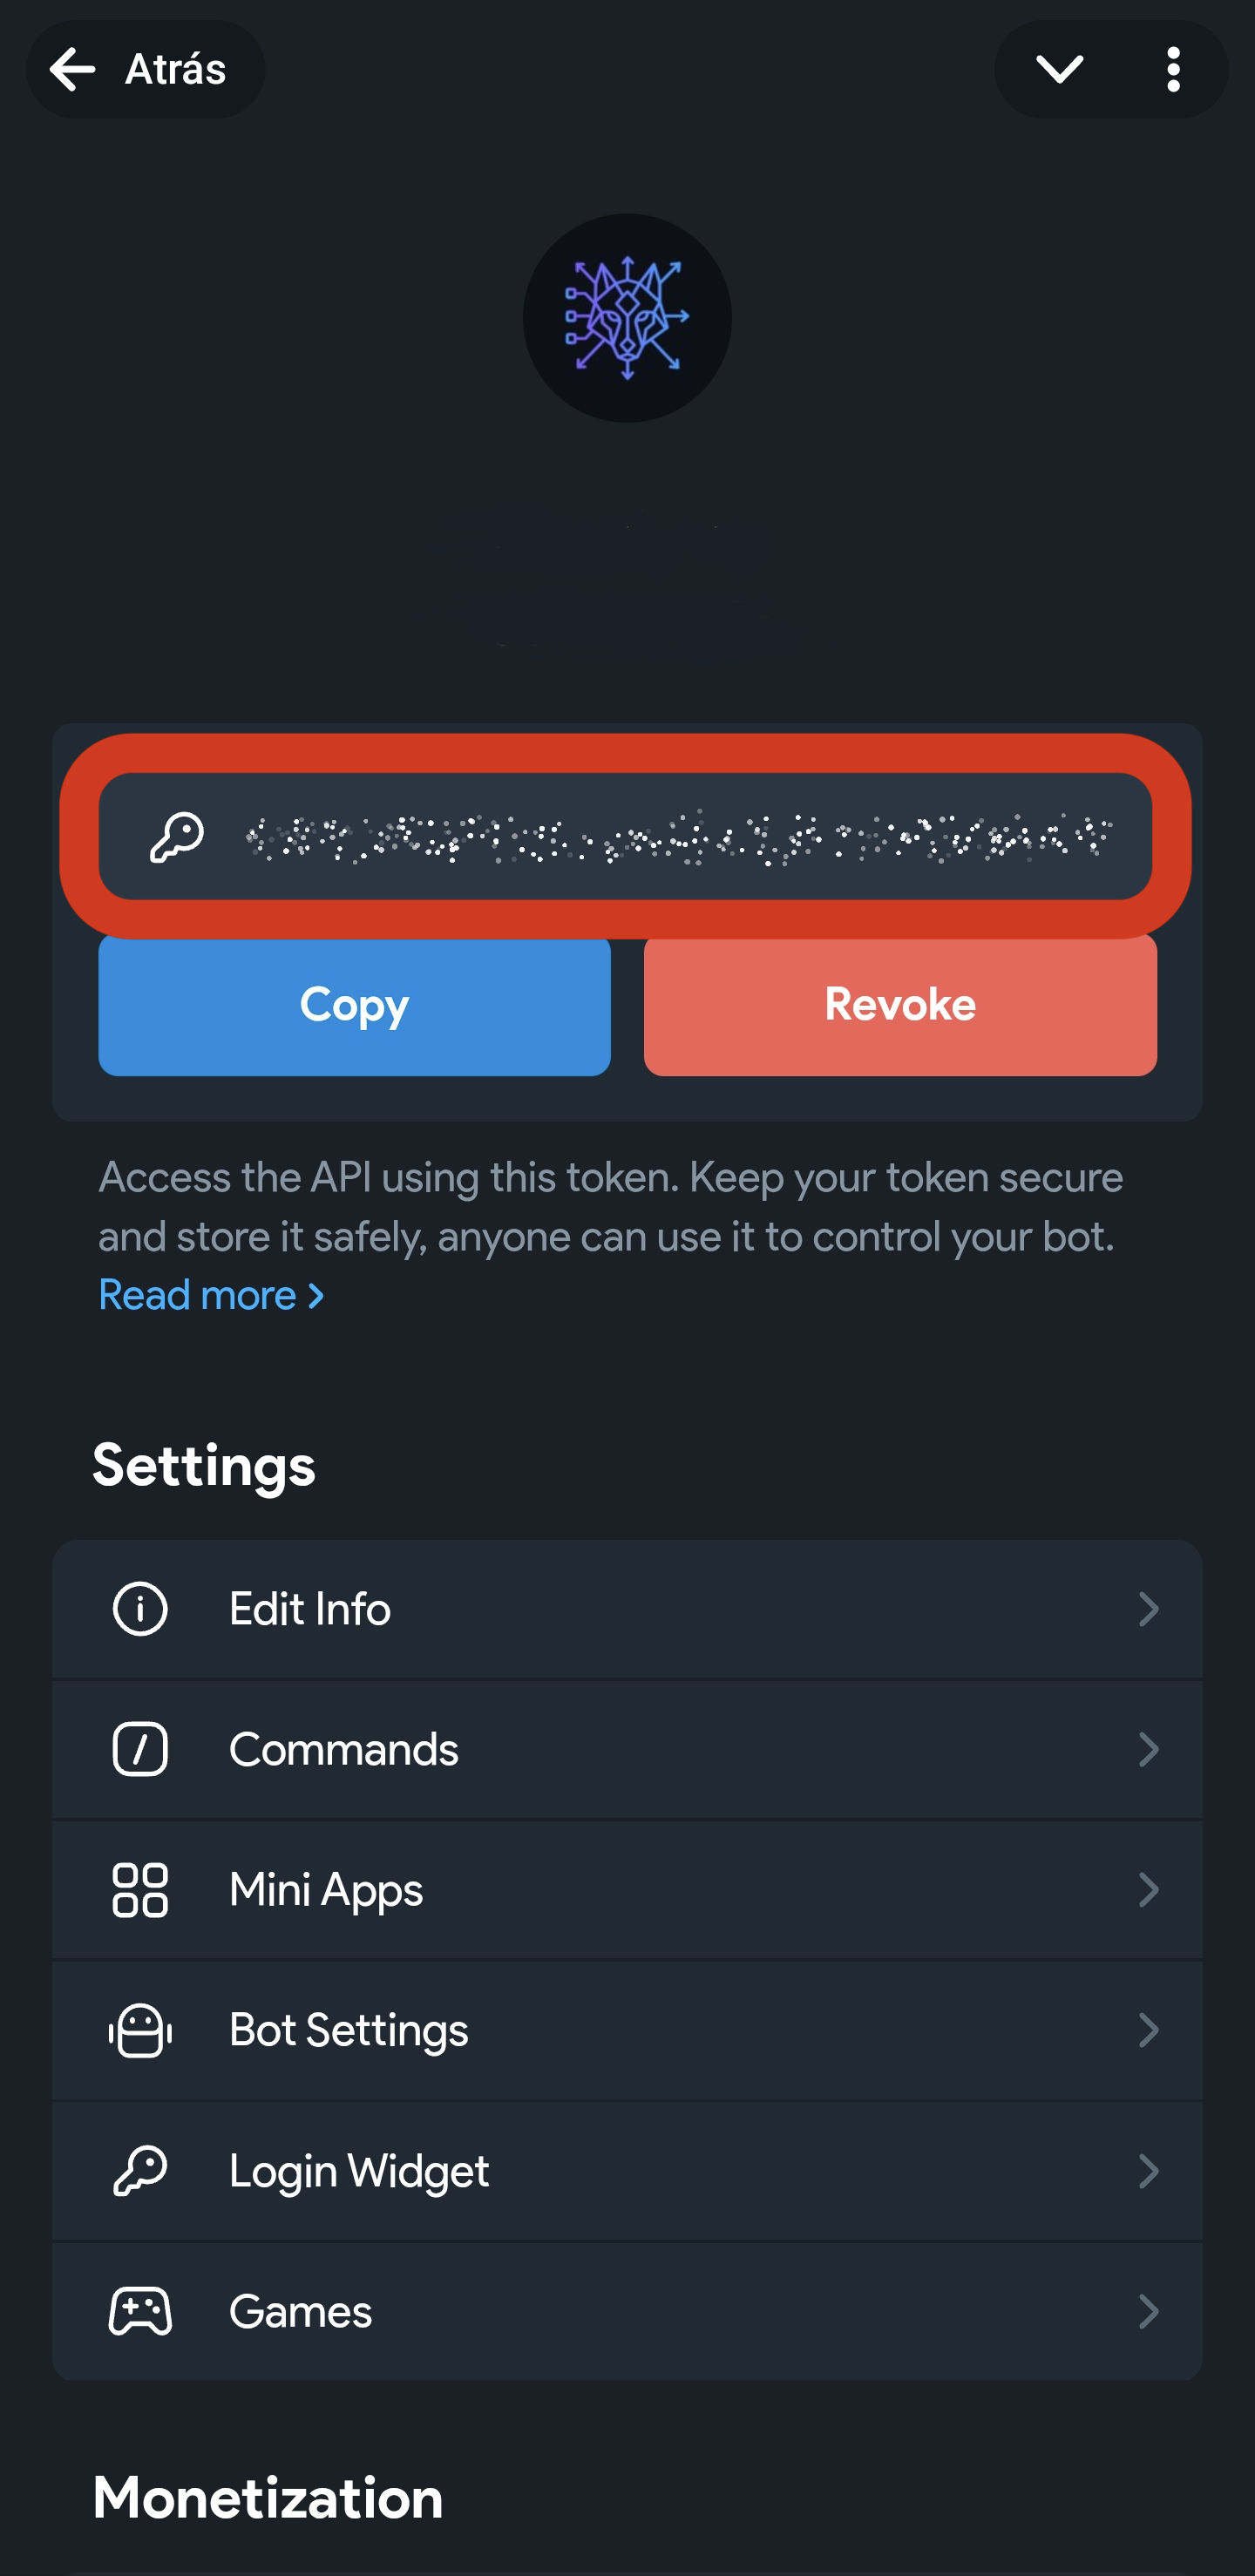 Atrás
Copy
Revoke
Access the API using this token. Keep your token secure
and store it safely, anyone can use it to control your bot.
Read more
Settings
Edit Info
Commands
Mini Apps
Bot Settings
Login Widget
Games
Monetization